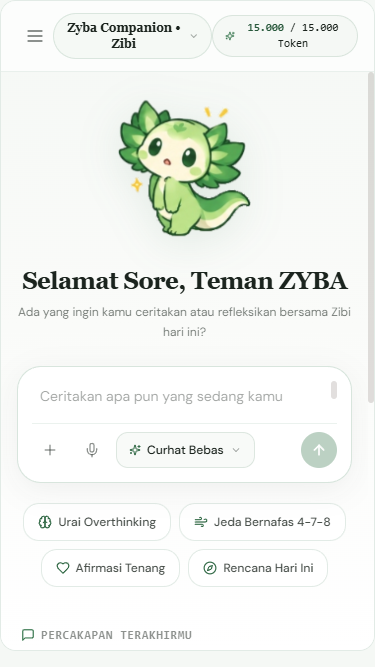 Zyba Companion •
Zibi
15.000 / 15.000
Token
Selamat Sore, Teman ZYBA
Ada yang ingin kamu ceritakan atau refleksikan bersama Zibi
hari ini?
Ceritakan apa pun yang sedang kamu
Curhat Bebas
Urai Overthinking
Jeda Bernafas 4-7-8
Afirmasi Tenang
Rencana Hari Ini
PERCAKAPAN TERAKHIRMU